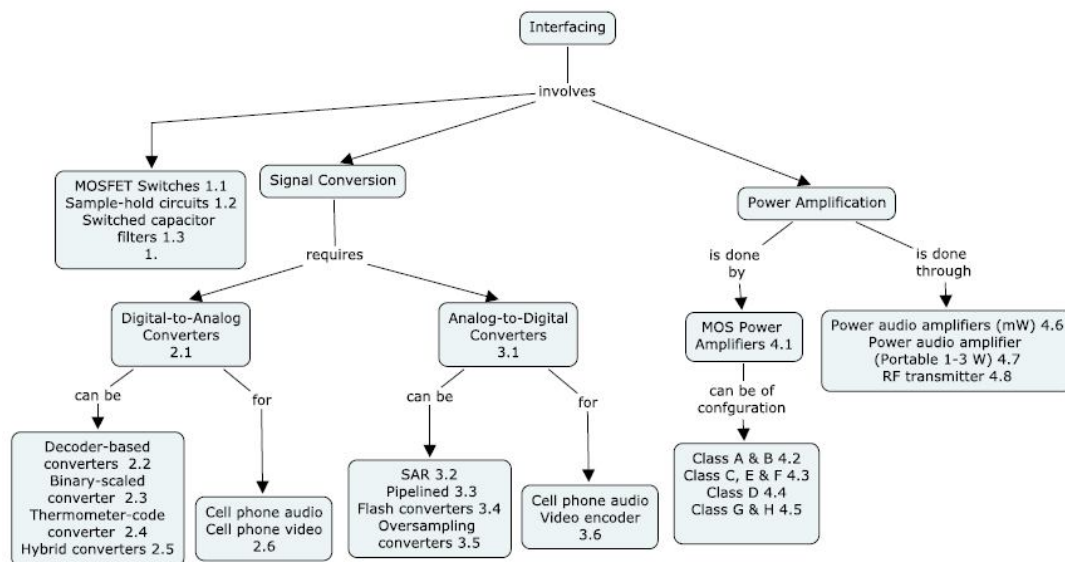 Interfacing
involves
MOSFET Switches 1.1
Sample-hold circuits 1.2
Switched capacitor
filters 1.3
1.
Signal Conversion
Power Amplification
requires
is done
by
is done
through
Digital-to-Analog
Converters
2.1
Analog-to-Digital
Converters
3.1
MOS Power
Amplifiers 4.1
Power audio amplifiers (mW) 4.6
Power audio amplifier
(Portable 1-3 W) 4.7
RF transmitter 4.8
can be
for
can be
for
can be of
confguration
Decoder-based
converters 2.2
Binary-scaled
converter 2.3
Thermometer-code
converter 2.4
Hybrid converters 2.5
Cell phone audio
Cell phone video
2.6
SAR 3.2
Pipelined 3.3
Flash converters 3.4
Oversampling
converters 3.5
Cell phone audio
Video encoder
3.6
Class A & B 4.2
Class C, E & F 4.3
Class D 4.4
Class G & H 4.5